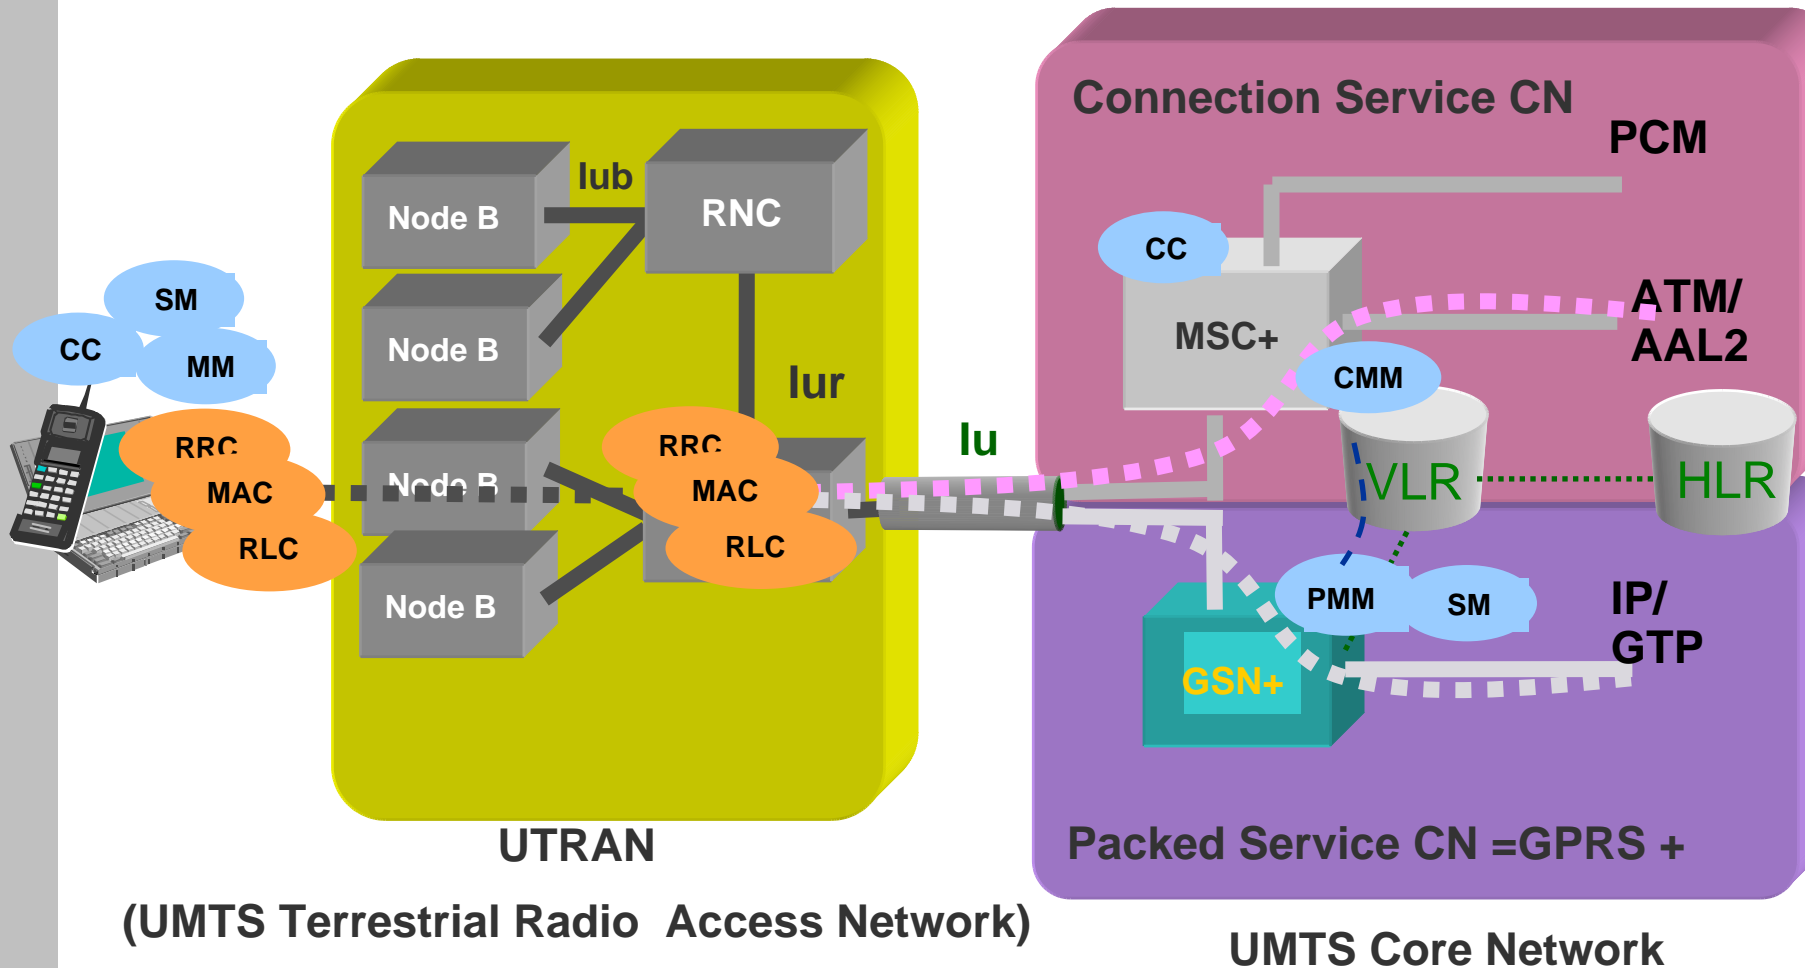 Connection Service CN
PCM
Iub
RNC
Node B
CC
SM
ATM/
AAL2
MSC+
CC
Node B
MM
CMM
Iur
Iu
RRC
RRC
MAC
Node B
MAC
VLR
HLR
RLC
RLC
Node B
PMM
SM
IP/
GTP
GSN+
UTRAN
Packed Service CN =GPRS +
(UMTS Terrestrial Radio Access Network)
UMTS Core Network